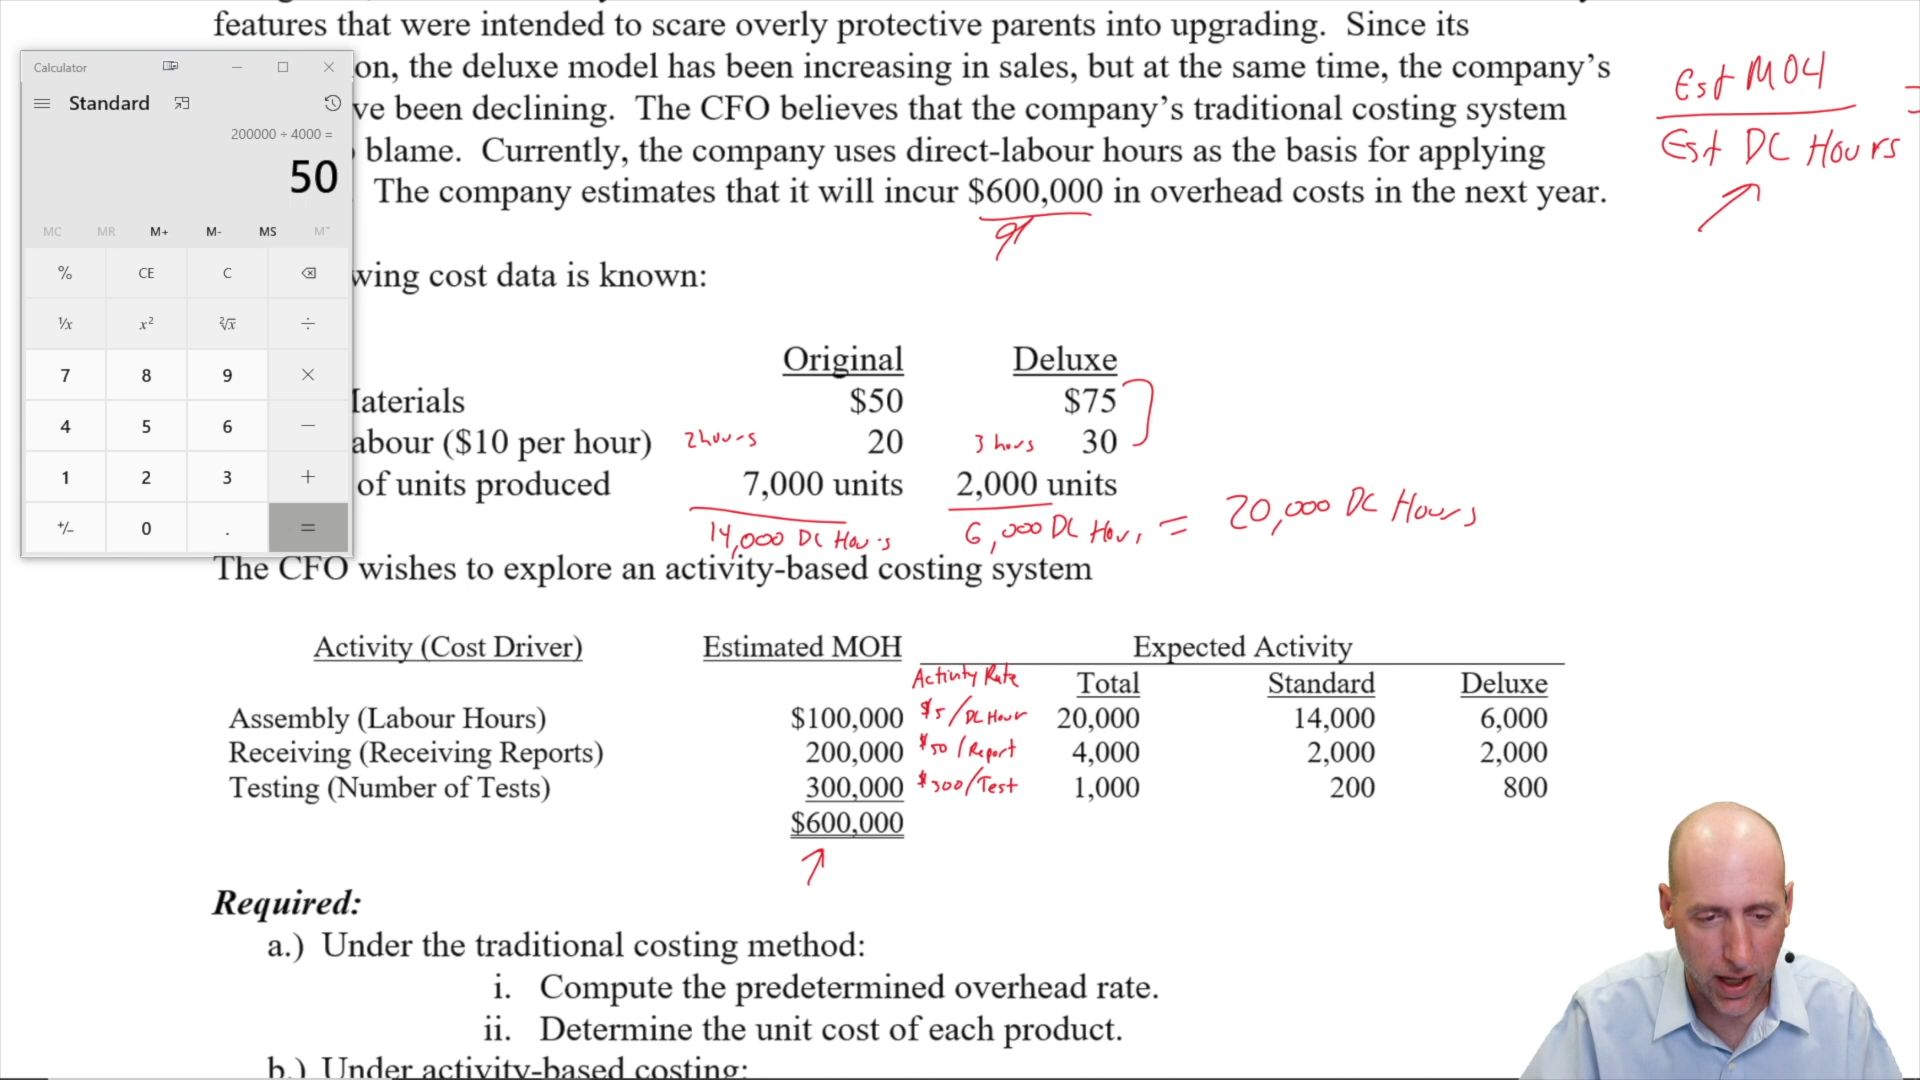 features that were intended to scare overly protective parents into upgrading. Since its
on, the deluxe model has been increasing in sales, but at the same time, the company's
ve been declining. The CFO believes that the company's traditional costing system
blame. Currently, the company uses direct-labour hours as the basis for applying
The company estimates that it will incur $600,000 in overhead costs in the next year.
Est MOH
Est DL Hours
Calculator
Standard
200000 ÷ 4000 =
50
MC MR M+ M- MS M˅
% CE C
⅟x x² ²√x ÷
7 8 9 ×
4 5 6 −
1 2 3 +
+/− 0 . =
wing cost data is known:
Original Deluxe
Materials $50 $75
abour ($10 per hour) 2 hours 20 3 hours 30
of units produced 7,000 units 2,000 units
14,000 DL Hours 6,000 DL Hours = 20,000 DL Hours
The CFO wishes to explore an activity-based costing system
Activity (Cost Driver) Estimated MOH Expected Activity
Activity Rate Total Standard Deluxe
Assembly (Labour Hours) $100,000 $5/DL Hour 20,000 14,000 6,000
Receiving (Receiving Reports) 200,000 $50/Report 4,000 2,000 2,000
Testing (Number of Tests) 300,000 $300/Test 1,000 200 800
$600,000
Required:
a.) Under the traditional costing method:
i. Compute the predetermined overhead rate.
ii. Determine the unit cost of each product.
b.) Under activity-based costing: